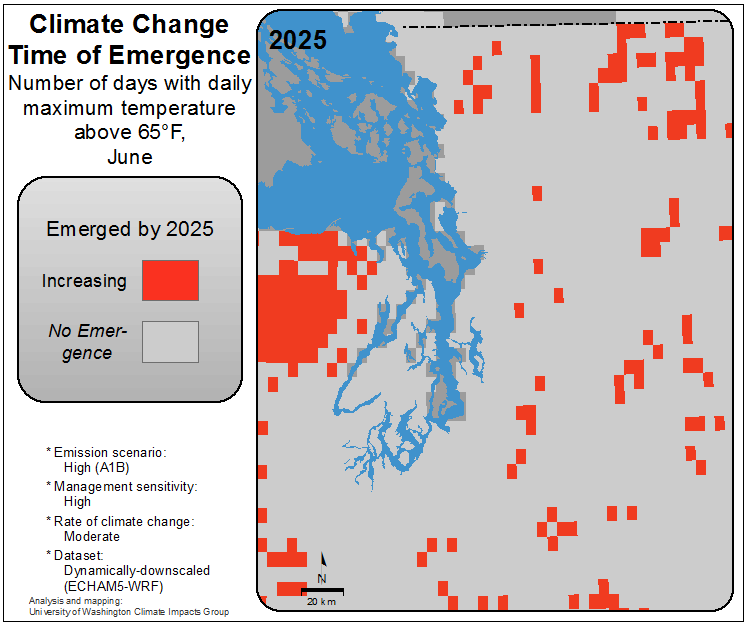 Climate Change
Time of Emergence
Number of days with daily
maximum temperature
above 65°F,
June
2025
Emerged by 2025
Increasing
No Emer-
gence
* Emission scenario:
High (A1B)
* Management sensitivity:
High
* Rate of climate change:
Moderate
* Dataset:
Dynamically-downscaled
(ECHAM5-WRF)
Analysis and mapping:
University of Washington Climate Impacts Group
N
20 km